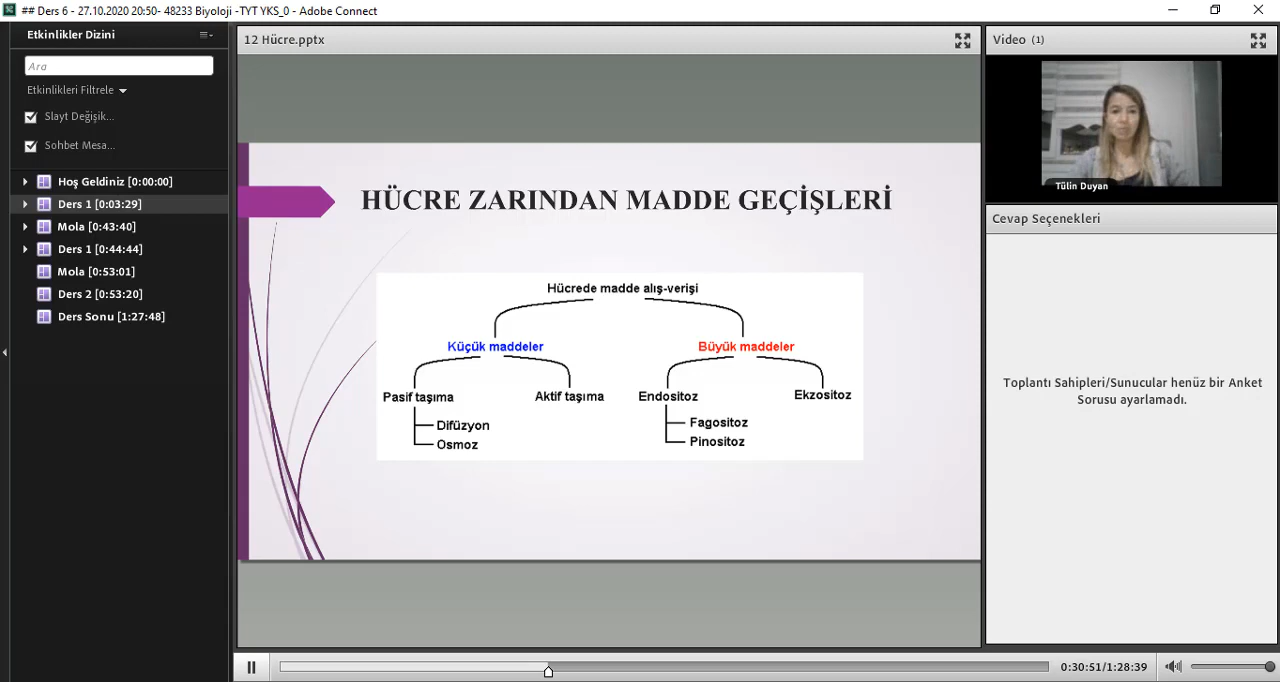 ## Ders 6 - 27.10.2020 20:50- 48233 Biyoloji -TYT YKS_0 - Adobe Connect
Etkinlikler Dizini
Ara
Etkinlikleri Filtrele
Slayt Değişik...
Sohbet Mesa...
Hoş Geldiniz [0:00:00]
Ders 1 [0:03:29]
Mola [0:43:40]
Ders 1 [0:44:44]
Mola [0:53:01]
Ders 2 [0:53:20]
Ders Sonu [1:27:48]
12 Hücre.pptx
HÜCRE ZARINDAN MADDE GEÇİŞLERİ
Hücrede madde alış-verişi
Küçük maddeler
Büyük maddeler
Pasif taşıma
Aktif taşıma
Endositoz
Ekzositoz
Difüzyon
Osmoz
Fagositoz
Pinositoz
Video (1)
Tülin Duyan
Cevap Seçenekleri
Toplantı Sahipleri/Sunucular henüz bir Anket
Sorusu ayarlamadı.
0:30:51/1:28:39